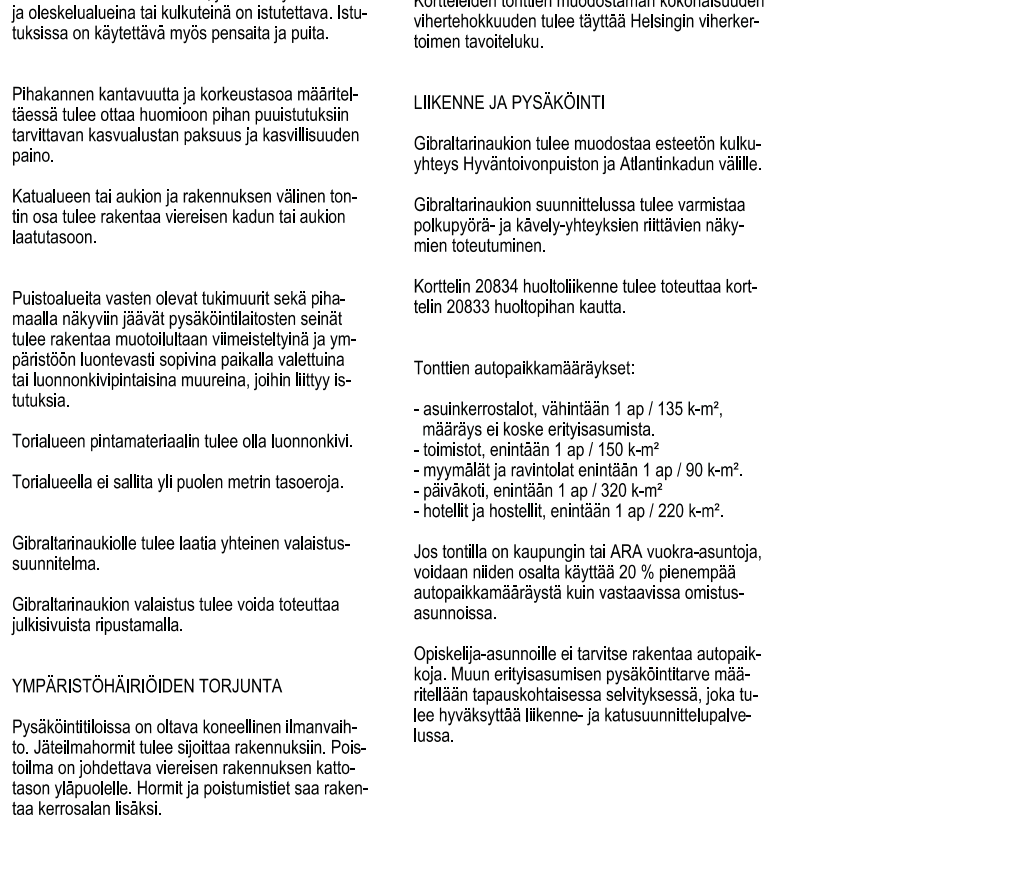 ja oleskelualueina tai kulkuteinä on istutettava. Istu-
tuksissa on käytettävä myös pensaita ja puita.
Pihakannen kantavuutta ja korkeustasoa määritel-
täessä tulee ottaa huomioon pihan puuistutuksiin
tarvittavan kasvualustan paksuus ja kasvillisuuden
paino.
Katualueen tai aukion ja rakennuksen välinen ton-
tin osa tulee rakentaa viereisen kadun tai aukion
laatutasoon.
Puistoalueita vasten olevat tukimuurit sekä piha-
maalla näkyviin jäävät pysäköintilaitosten seinät
tulee rakentaa muotoilultaan viimeisteltyinä ja ym-
päristöön luontevasti sopivina paikalla valettuina
tai luonnonkivipintaisina muureina, joihin liittyy is-
tutuksia.
Torialueen pintamateriaalin tulee olla luonnonkivi.
Torialueella ei sallita yli puolen metrin tasoeroja.
Gibraltarinaukiolle tulee laatia yhteinen valaistus-
suunnitelma.
Gibraltarinaukion valaistus tulee voida toteuttaa
julkisivuista ripustamalla.
YMPÄRISTÖHÄIRIÖIDEN TORJUNTA
Pysäköintitiloissa on oltava koneellinen ilmanvaih-
to. Jäteilmahormit tulee sijoittaa rakennuksiin. Pois-
toilma on johdettava viereisen rakennuksen katto-
tason yläpuolelle. Hormit ja poistumistiet saa raken-
taa kerrosalan lisäksi.
Kortteleiden tonttien muodostaman kokonaisuuden
vihertehokkuuden tulee täyttää Helsingin viherker-
toimen tavoiteluku.
LIIKENNE JA PYSÄKÖINTI
Gibraltarinaukion tulee muodostaa esteetön kulku-
yhteys Hyväntoivonpuiston ja Atlantinkadun välille.
Gibraltarinaukion suunnittelussa tulee varmistaa
polkupyörä- ja kävely-yhteyksien riittävien näky-
mien toteutuminen.
Korttelin 20834 huoltoliikenne tulee toteuttaa kort-
telin 20833 huoltopihan kautta.
Tonttien autopaikkamääräykset:
- asuinkerrostalot, vähintään 1 ap / 135 k-m²,
määräys ei koske erityisasumista.
- toimistot, enintään 1 ap / 150 k-m²
- myymälät ja ravintolat enintään 1 ap / 90 k-m².
- päiväkoti, enintään 1 ap / 320 k-m²
- hotellit ja hostellit, enintään 1 ap / 220 k-m².
Jos tontilla on kaupungin tai ARA vuokra-asuntoja,
voidaan niiden osalta käyttää 20 % pienempää
autopaikkamääräystä kuin vastaavissa omistus-
asunnoissa.
Opiskelija-asunnoille ei tarvitse rakentaa autopaik-
koja. Muun erityisasumisen pysäköintitarve mää-
ritellään tapauskohtaisessa selvityksessä, joka tu-
lee hyväksyttää liikenne- ja katusuunnittelupalve-
lussa.